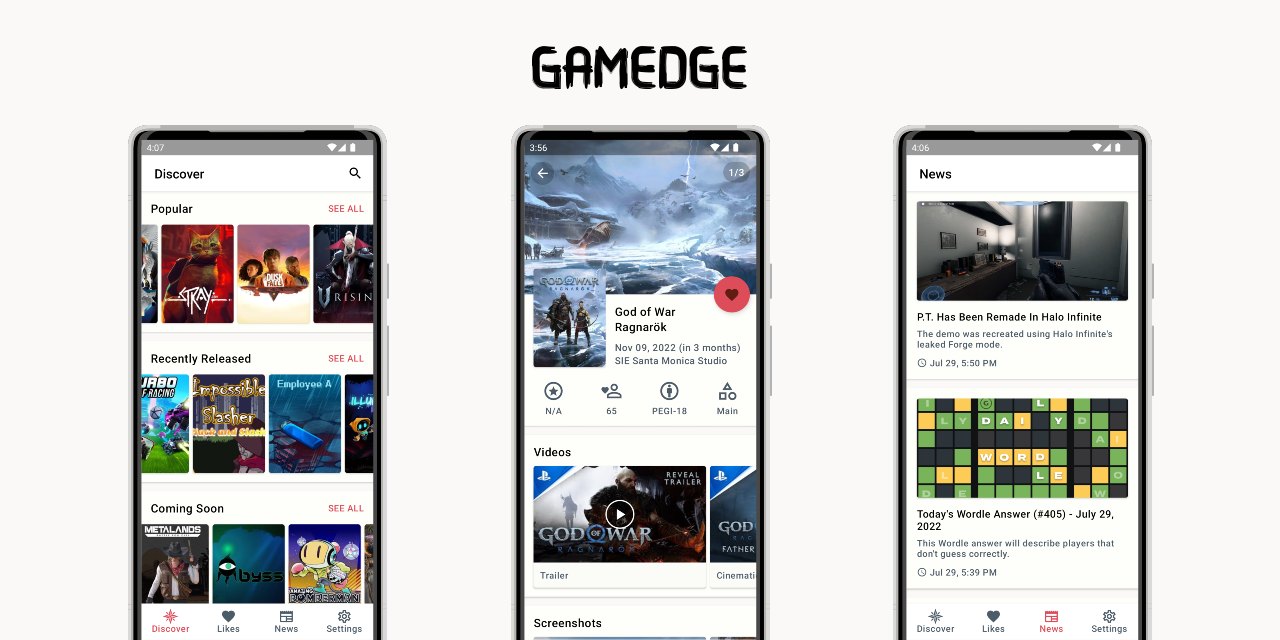 GAMEDGE
4:07
Discover
Popular
SEE ALL
STRAY
DUSK
FALLS
V RISIN
Recently Released
SEE ALL
OF RACING
Impossible
Slasher
Hack and Slash
Employee A
ILLU
Coming Soon
SEE ALL
METALANDS
Abyss
AMAZING
BOMBERMAN
Discover
Likes
News
Settings
3:56
1/3
GOD OF WAR
RAGNARÖK
God of War
Ragnarök
Nov 09, 2022 (in 3 months)
SIE Santa Monica Studio
N/A
65
PEGI-18
Main
Videos
REVEAL
TRAILER
GOD OF WAR
RAGNARÖK
GOD
FATHER
Trailer
Cinemati
Screenshots
4:06
News
P.T. Has Been Remade In Halo Infinite
The demo was recreated using Halo Infinite's
leaked Forge mode.
Jul 29, 5:50 PM
I G L L
L Y D A I Y D
A I
W O R D
L L E O
D E W
Today's Wordle Answer (#405) - July 29,
2022
This Wordle answer will describe players that
don't guess correctly.
Jul 29, 5:39 PM
Discover
Likes
News
Settings